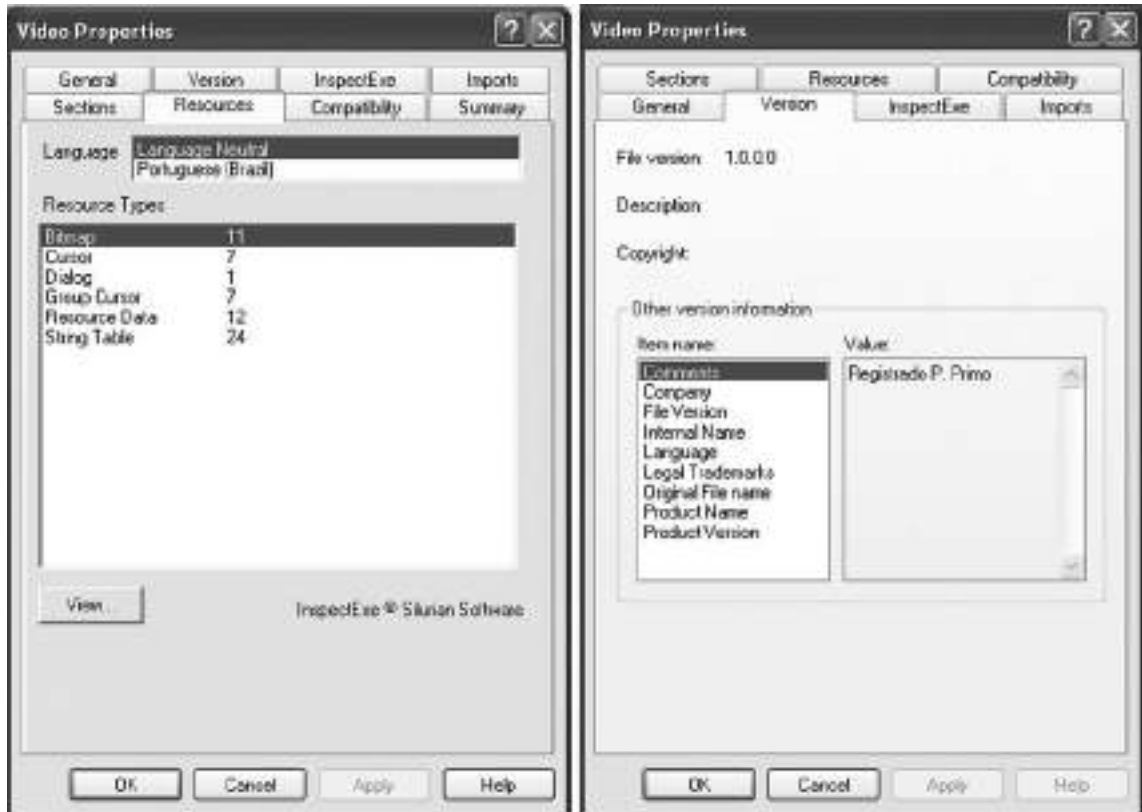 Video Properties
General Version InspectExe Imports
Sections Resources Compatibility Summary
Language Language Neutral
Portuguese (Brazil)
Resource Types
Bitmap 11
Cursor 7
Dialog 1
Group Cursor 7
Resource Data 12
String Table 24
View...
InspectExe © Silurian Software
OK Cancel Apply Help
Video Properties
Sections Resources Compatibility
General Version InspectExe Imports
File version: 1.0.0.0
Description:
Copyright:
Other version information
Item name: Value:
Comments Registrado P. Primo
Company
File Version
Internal Name
Language
Legal Trademarks
Original File name
Product Name
Product Version
OK Cancel Apply Help